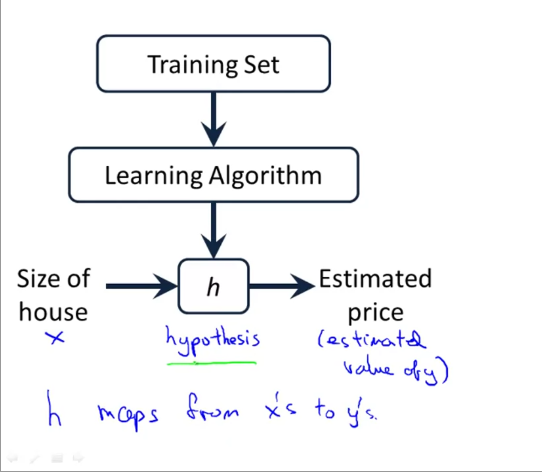 Training Set
Learning Algorithm
Size of
house
h
Estimated
price
x
hypothesis
(estimated
value of y)
h maps from x's to y's.